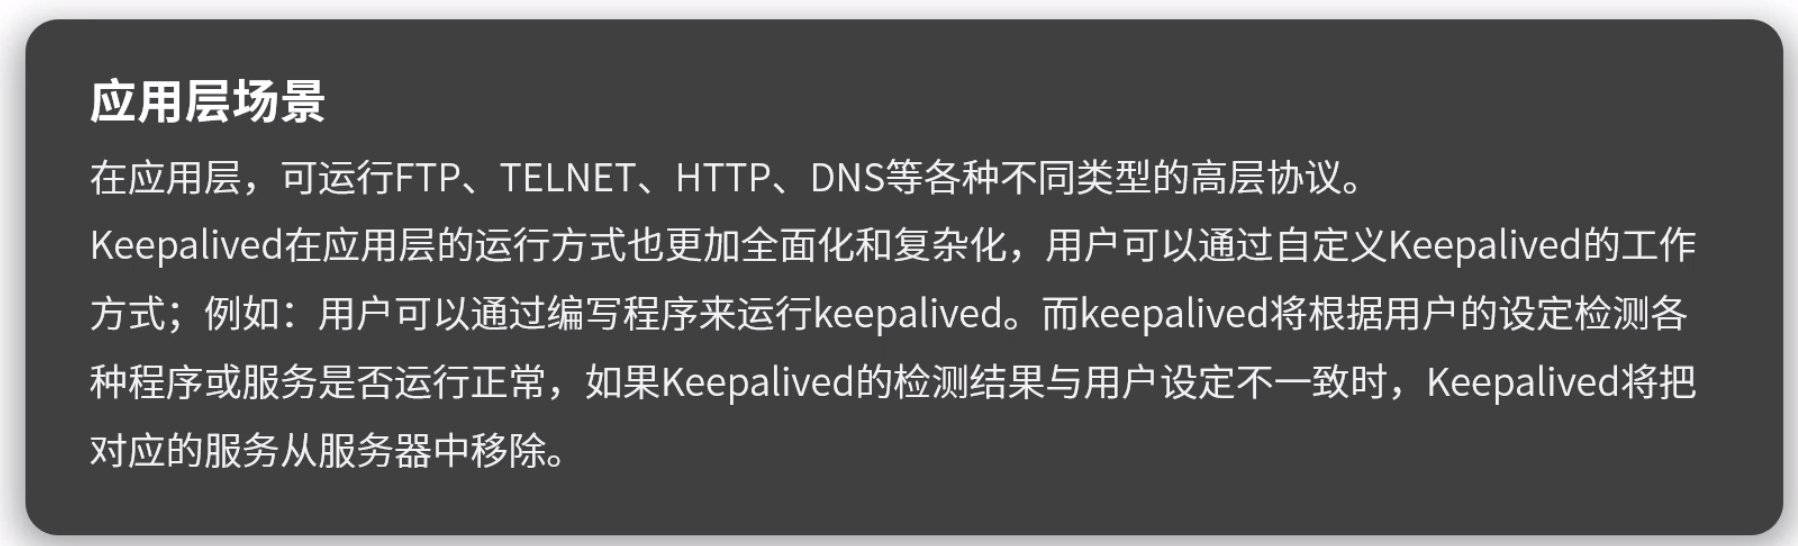 应用层场景
在应用层，可运行FTP、TELNET、HTTP、DNS等各种不同类型的高层协议。
Keepalived在应用层的运行方式也更加全面化和复杂化，用户可以通过自定义Keepalived的工作
方式；例如：用户可以通过编写程序来运行keepalived。而keepalived将根据用户的设定检测各
种程序或服务是否运行正常，如果Keepalived的检测结果与用户设定不一致时，Keepalived将把
对应的服务从服务器中移除。